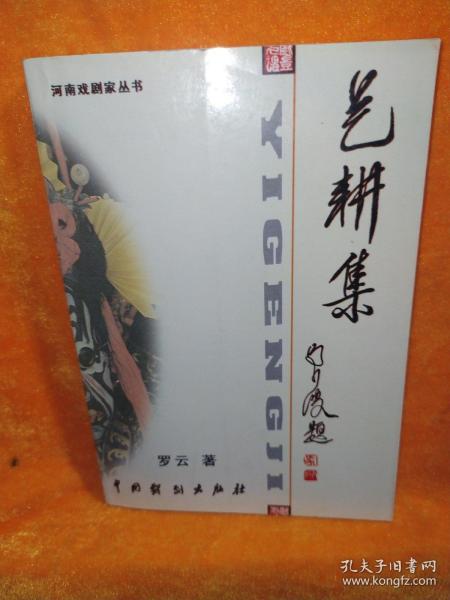 河南戏剧家丛书
YIGENGJI
艺耕集
罗云 著
中国戏剧出版社
孔夫子旧书网
www.kongfz.com